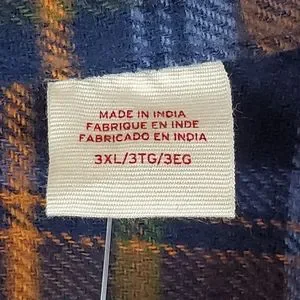 MADE IN INDIA
FABRIQUE EN INDE
FABRICADO EN INDIA
3XL/3TG/3EG